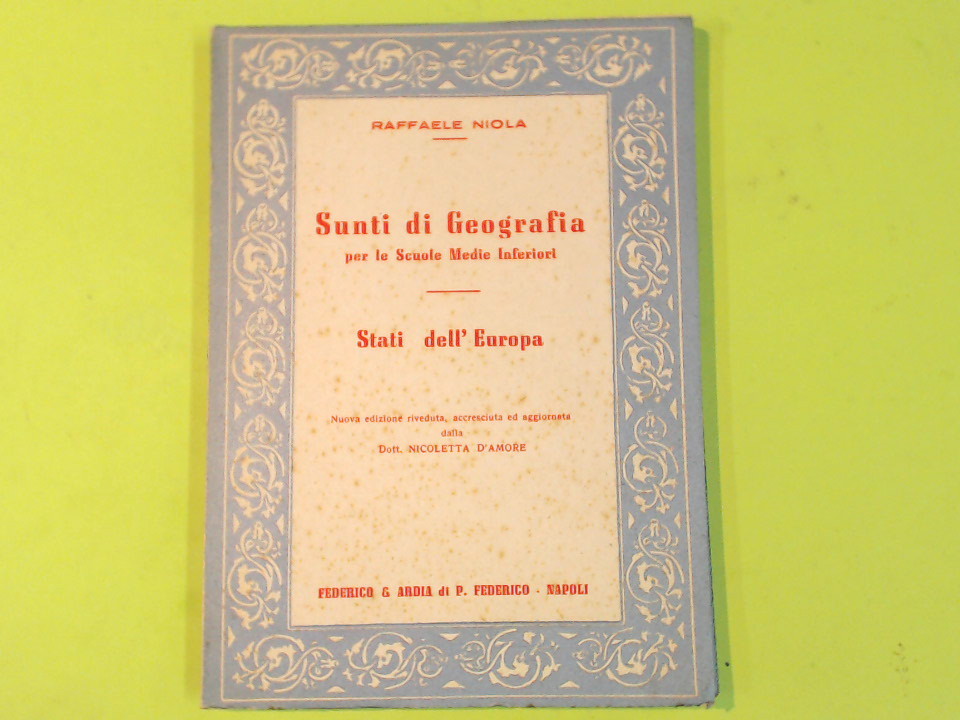 RAFFAELE NIOLA
Sunti di Geografia
per le Scuole Medie Inferiori
Stati dell' Europa
Nuova edizione riveduta, accresciuta ed aggiornata
dalla
Dott. NICOLETTA D'AMORE
FEDERICO & ARDIA di P. FEDERICO - NAPOLI